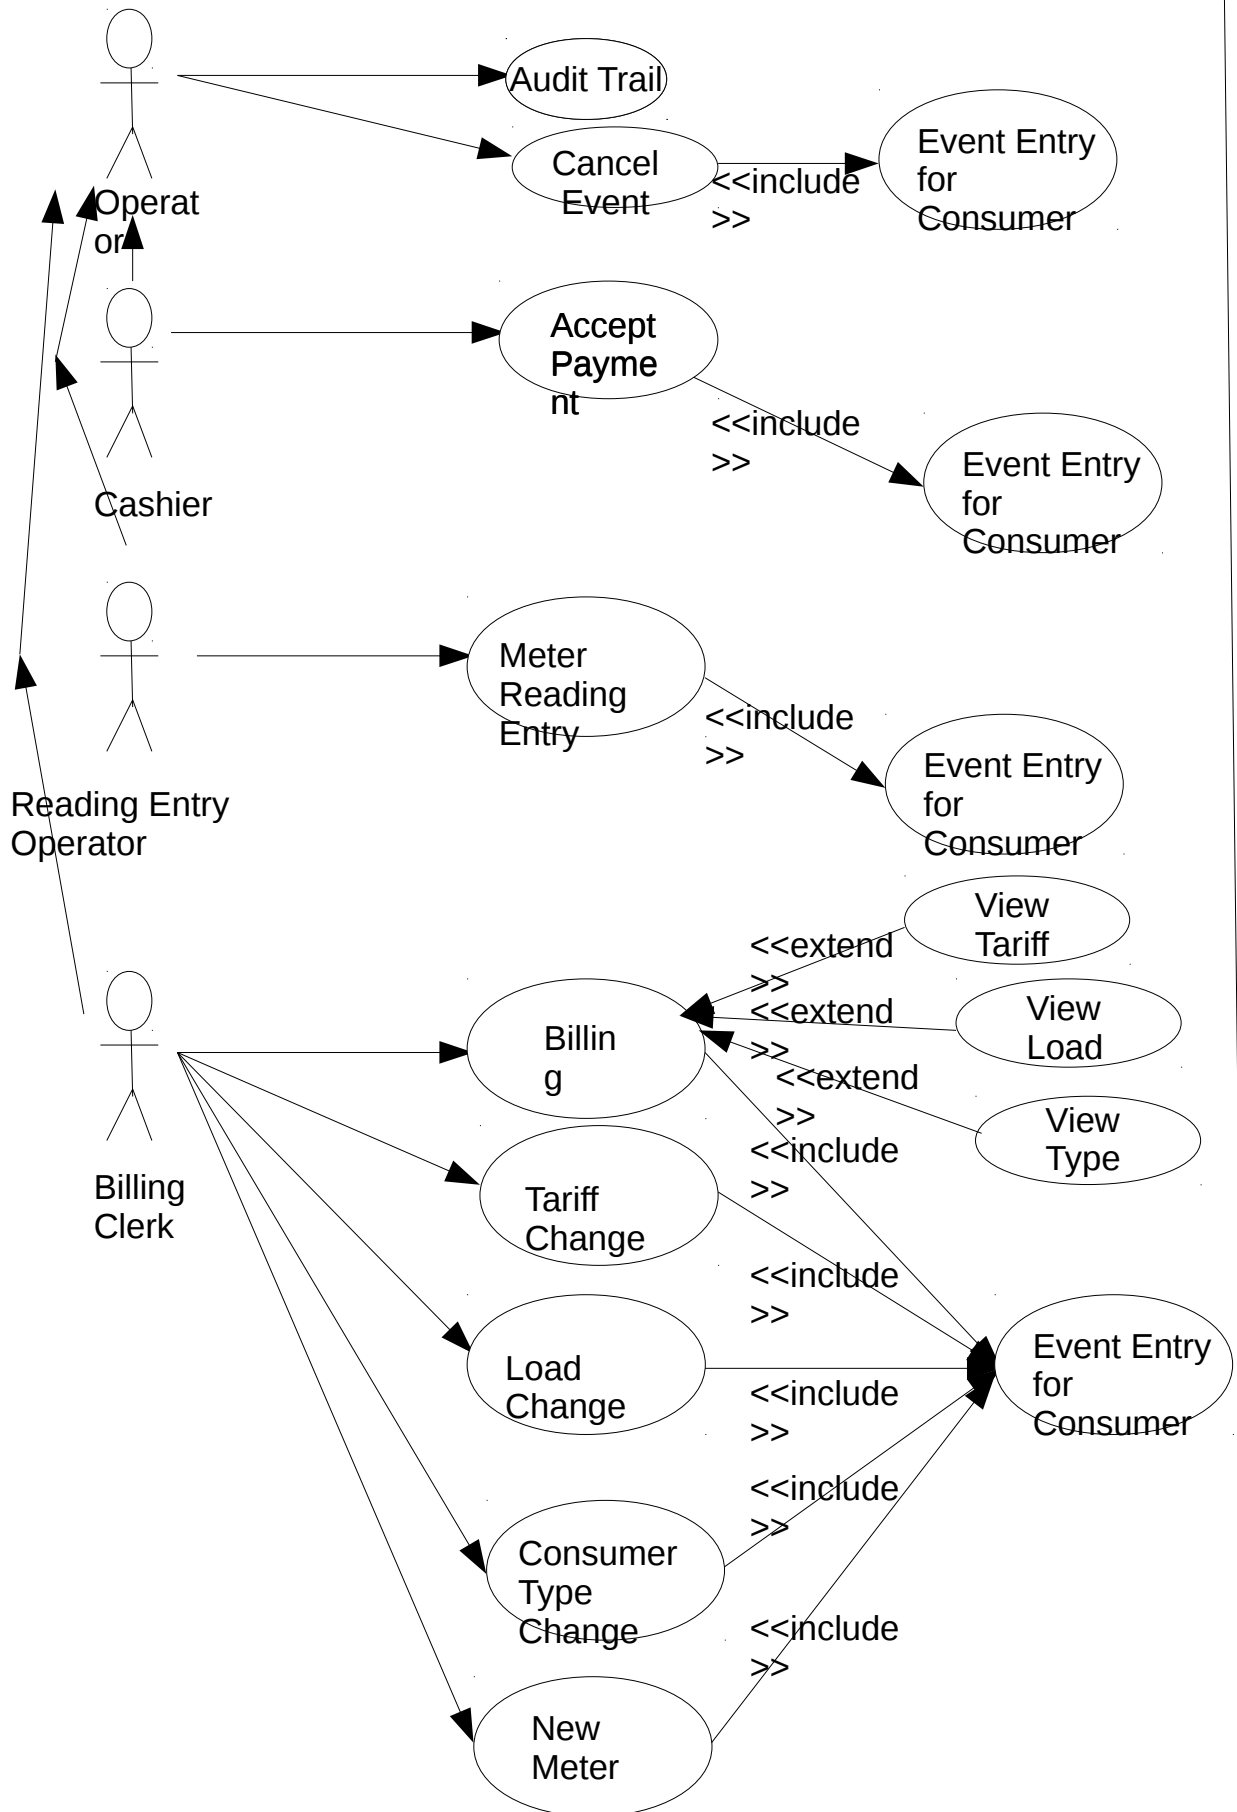 Audit Trail
Cancel
Event
<<include
>>
Event Entry
for
Consumer
Operat
or
Accept
Payme
nt
<<include
>>
Event Entry
for
Consumer
Cashier
Meter
Reading
Entry
<<include
>>
Event Entry
for
Consumer
Reading Entry
Operator
View
Tariff
<<extend
>>
View
Load
<<extend
>>
Billin
g
<<extend
>>
View
Type
<<include
>>
Billing
Clerk
Tariff
Change
<<include
>>
Event Entry
for
Consumer
Load
Change
<<include
>>
<<include
>>
Consumer
Type
Change
<<include
>>
New
Meter